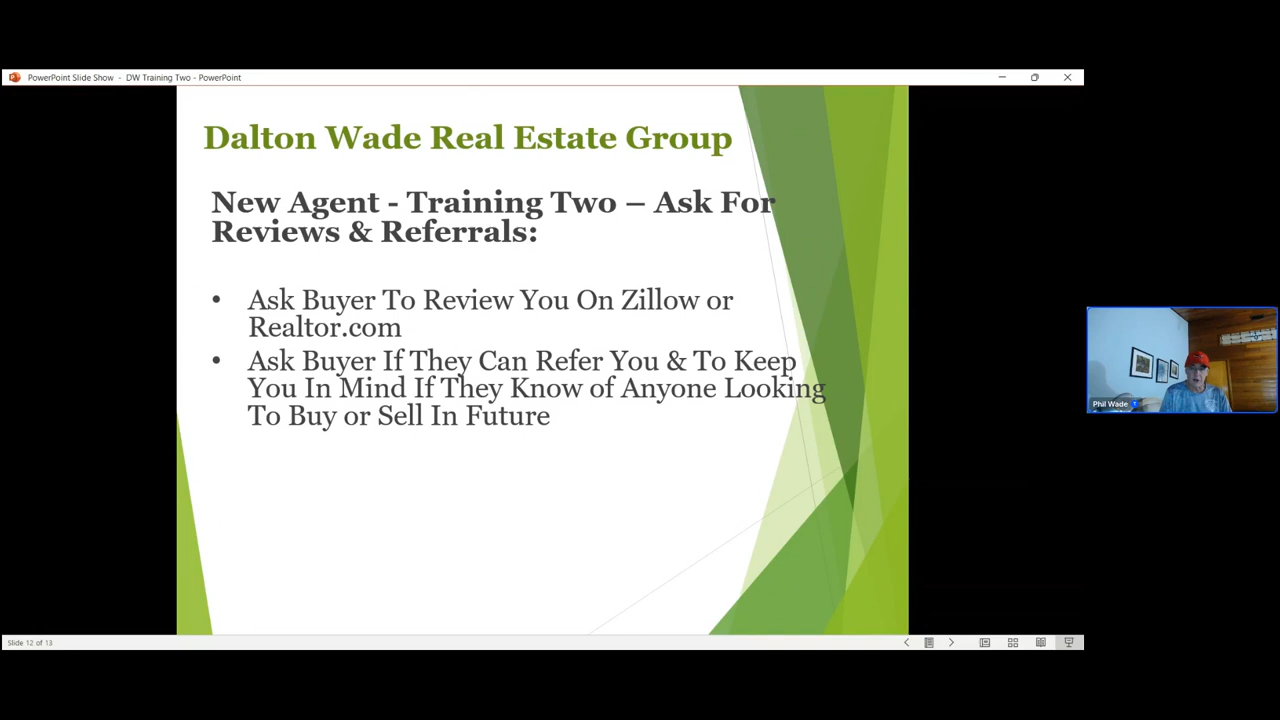 PowerPoint Slide Show - DW Training Two - PowerPoint
Dalton Wade Real Estate Group
New Agent - Training Two – Ask For
Reviews & Referrals:
• Ask Buyer To Review You On Zillow or
Realtor.com
• Ask Buyer If They Can Refer You & To Keep
You In Mind If They Know of Anyone Looking
To Buy or Sell In Future
Phil Wade
Slide 12 of 13